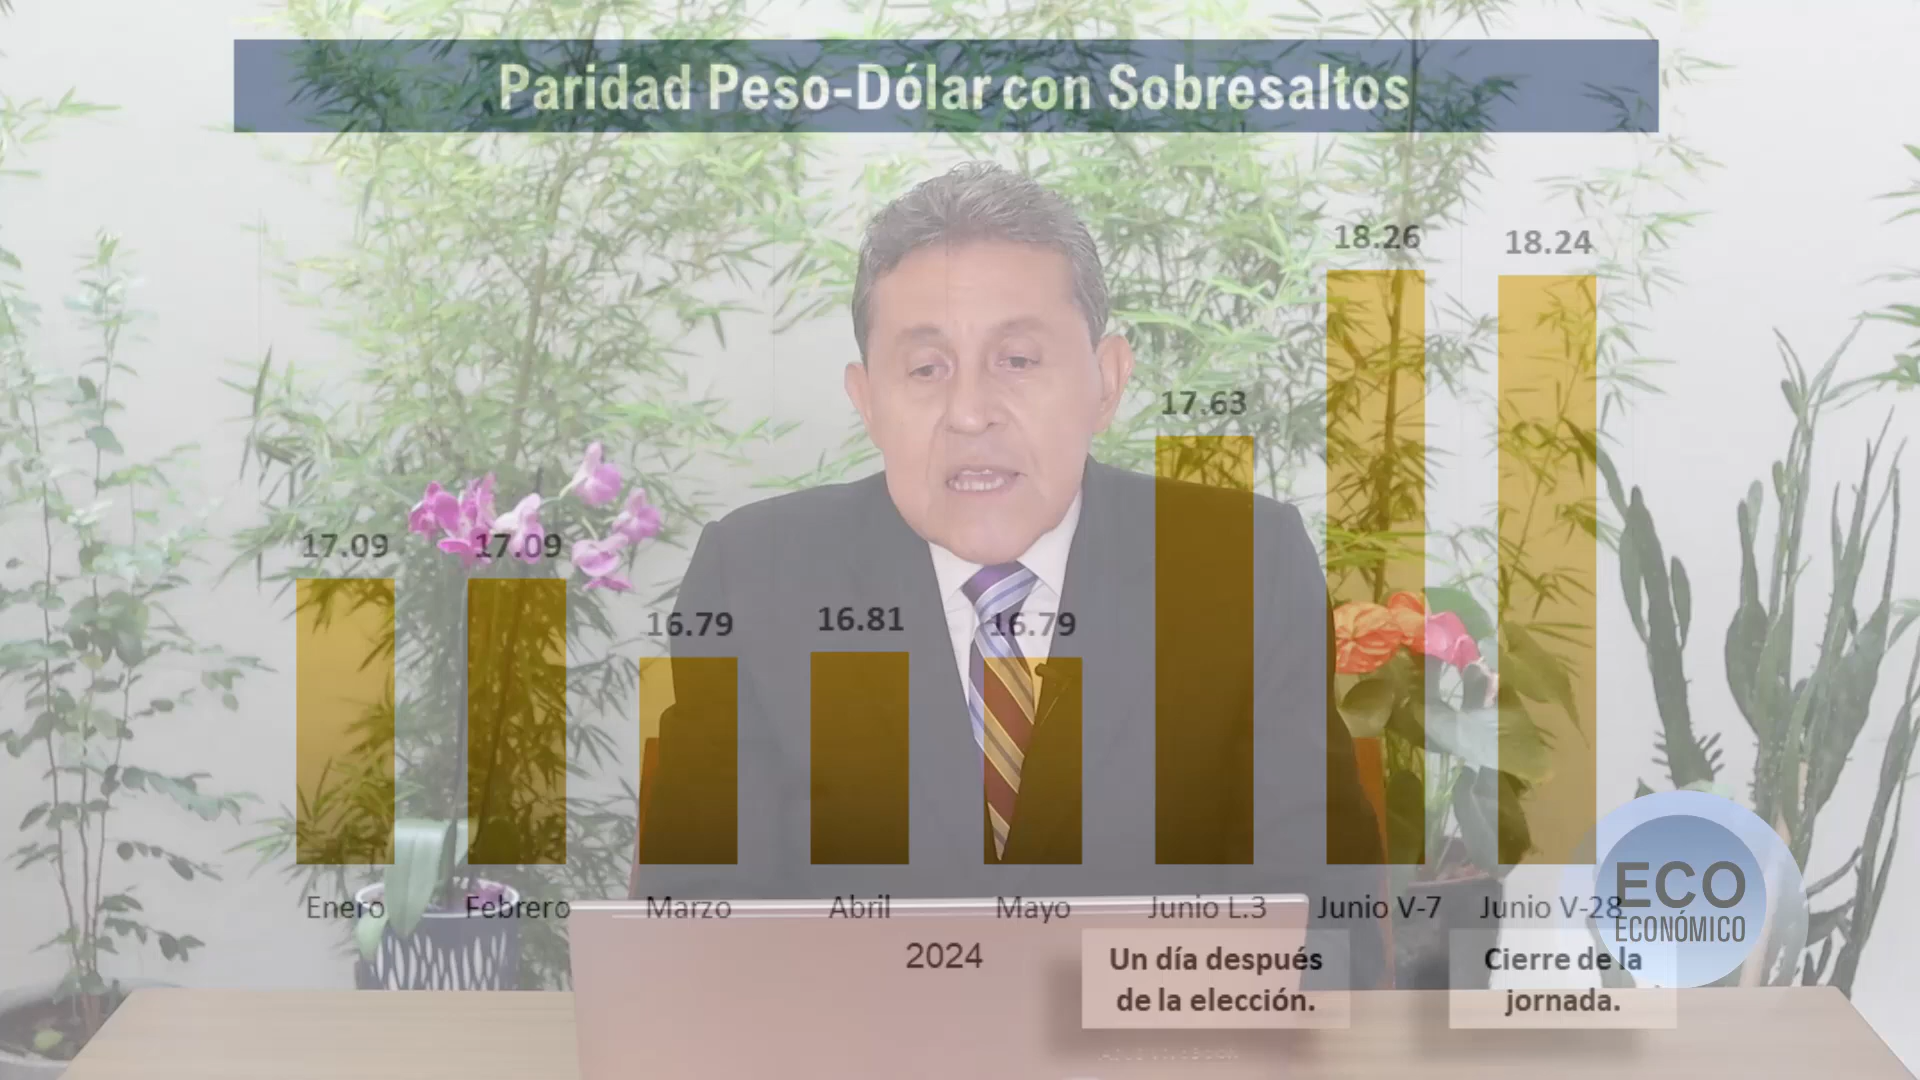 Paridad Peso-Dólar con Sobresaltos
17.09
17.09
16.79
16.81
16.79
17.63
18.26
18.24
Enero
Febrero
Marzo
Abril
Mayo
Junio L.3
Junio V-7
Junio V-28
2024
Un día después
de la elección.
Cierre de la
jornada.
ECO
ECONÓMICO